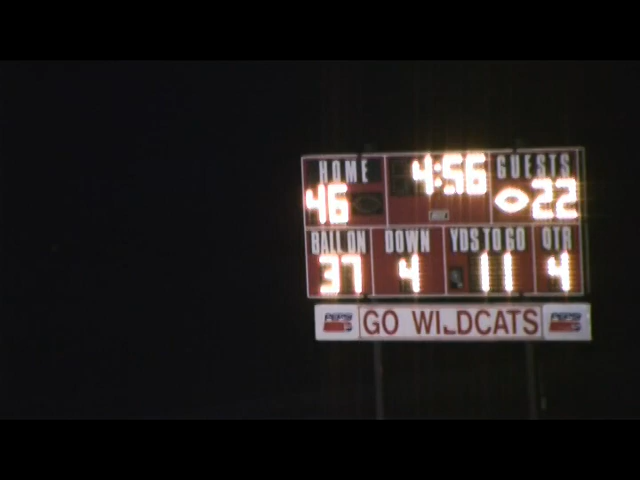 HOME 4:56 GUESTS
46 22
BALL ON DOWN YDS TO GO QTR
37 4 11 4
PEPSI GO WILDCATS PEPSI